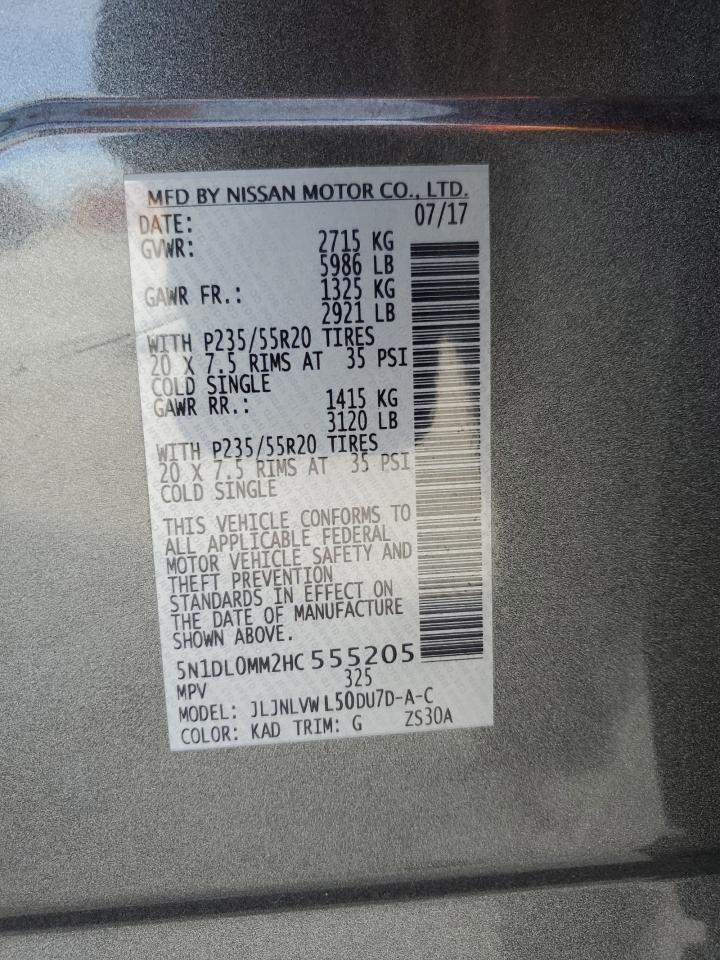 MFD BY NISSAN MOTOR CO., LTD.
DATE: 07/17
GVWR: 2715 KG
5986 LB
GAWR FR.: 1325 KG
2921 LB
WITH P235/55R20 TIRES
20 X 7.5 RIMS AT 35 PSI
COLD SINGLE
GAWR RR.: 1415 KG
3120 LB
WITH P235/55R20 TIRES
20 X 7.5 RIMS AT 35 PSI
COLD SINGLE
THIS VEHICLE CONFORMS TO
ALL APPLICABLE FEDERAL
MOTOR VEHICLE SAFETY AND
THEFT PREVENTION
STANDARDS IN EFFECT ON
THE DATE OF MANUFACTURE
SHOWN ABOVE.
5N1DL0MM2HC555205
MPV 325
MODEL: JLJNLVWL50DU7D-A-C
COLOR: KAD TRIM: G ZS30A